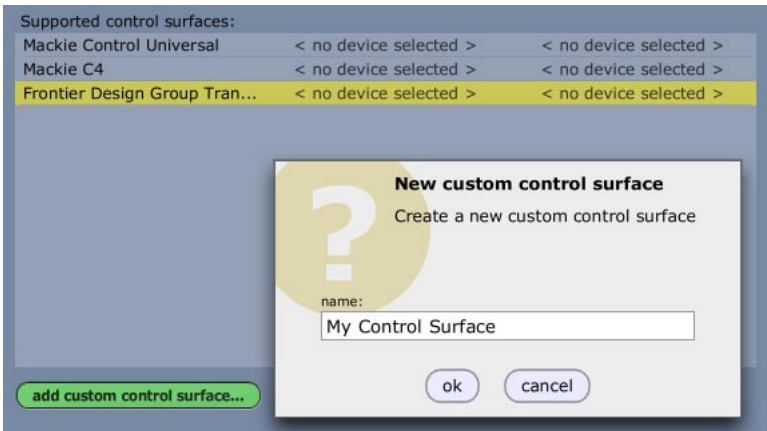 Supported control surfaces:
Mackie Control Universal < no device selected > < no device selected >
Mackie C4 < no device selected > < no device selected >
Frontier Design Group Tran... < no device selected > < no device selected >
?
New custom control surface
Create a new custom control surface
name:
My Control Surface
ok cancel
add custom control surface...